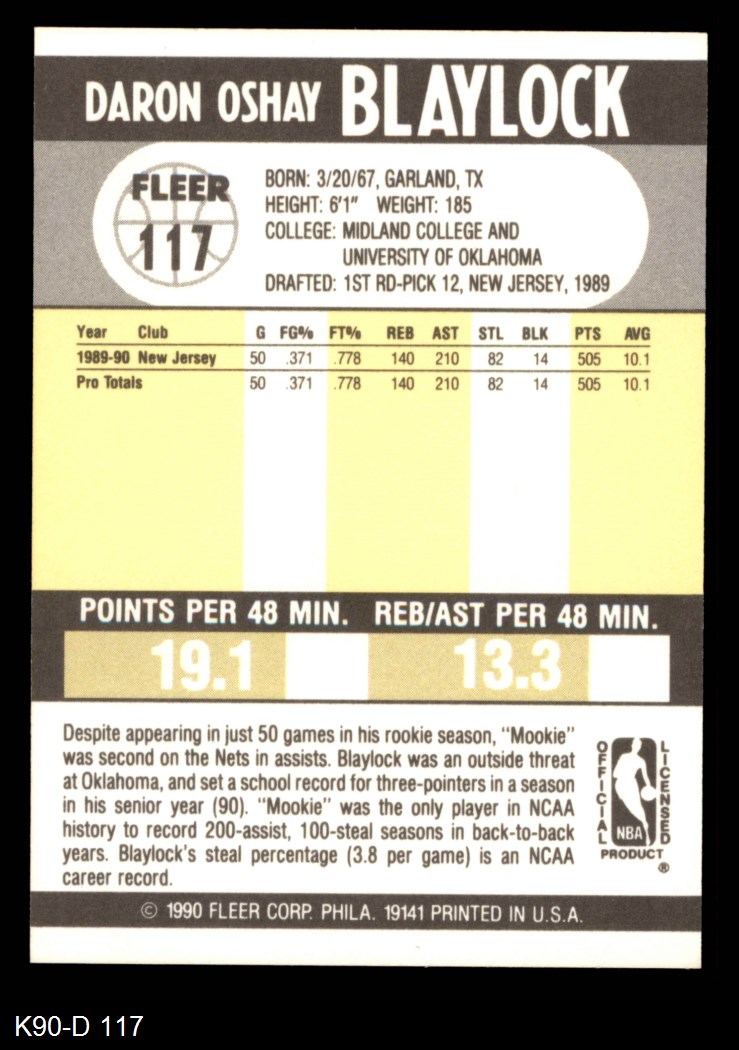 DARON OSHAY BLAYLOCK
FLEER
117
BORN: 3/20/67, GARLAND, TX
HEIGHT: 6'1" WEIGHT: 185
COLLEGE: MIDLAND COLLEGE AND
UNIVERSITY OF OKLAHOMA
DRAFTED: 1ST RD-PICK 12, NEW JERSEY, 1989
Year Club G FG% FT% REB AST STL BLK PTS AVG
1989-90 New Jersey 50 .371 .778 140 210 82 14 505 10.1
Pro Totals 50 .371 .778 140 210 82 14 505 10.1
POINTS PER 48 MIN. REB/AST PER 48 MIN.
19.1 13.3
Despite appearing in just 50 games in his rookie season, "Mookie"
was second on the Nets in assists. Blaylock was an outside threat
at Oklahoma, and set a school record for three-pointers in a season
in his senior year (90). "Mookie" was the only player in NCAA
history to record 200-assist, 100-steal seasons in back-to-back
years. Blaylock's steal percentage (3.8 per game) is an NCAA
career record.
OFFICIAL LICENSED
NBA
PRODUCT
®
© 1990 FLEER CORP. PHILA. 19141 PRINTED IN U.S.A.
K90-D 117